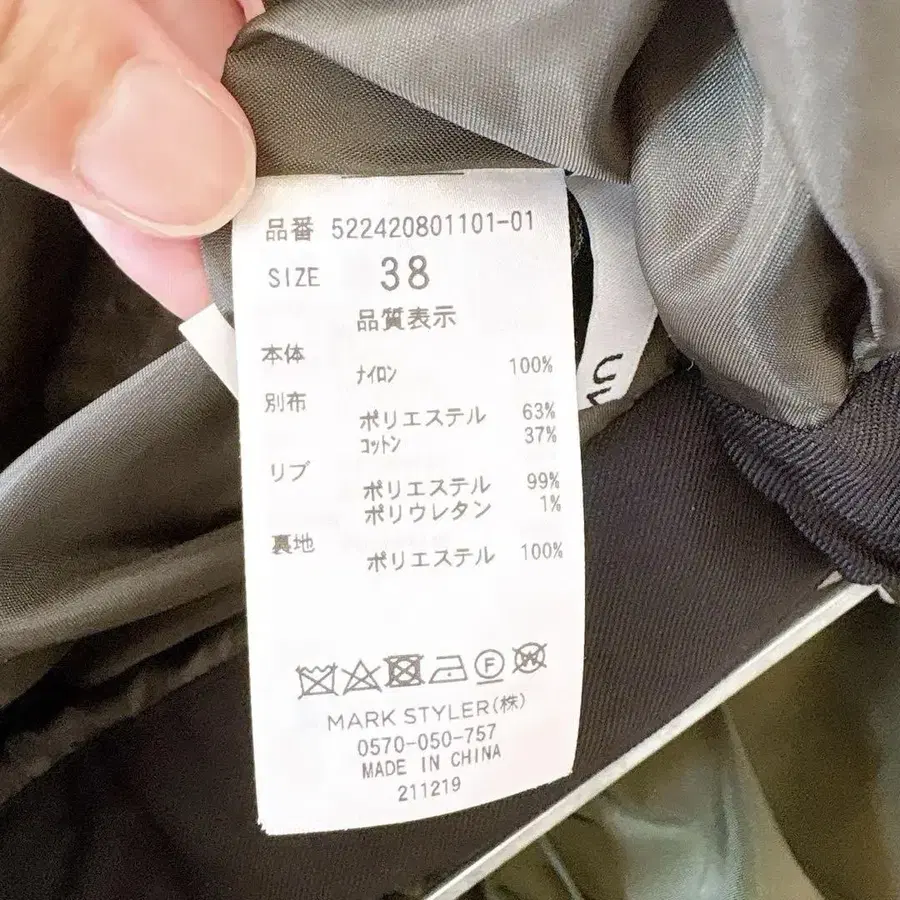 品番 522420801101-01
SIZE 38
品質表示
本体
ﾅｲﾛﾝ 100%
別布
ポリエステル 63%
ｺｯﾄﾝ 37%
リブ
ポリエステル 99%
ポリウレタン 1%
裏地
ポリエステル 100%
F W
MARK STYLER(株)
0570-050-757
MADE IN CHINA
211219